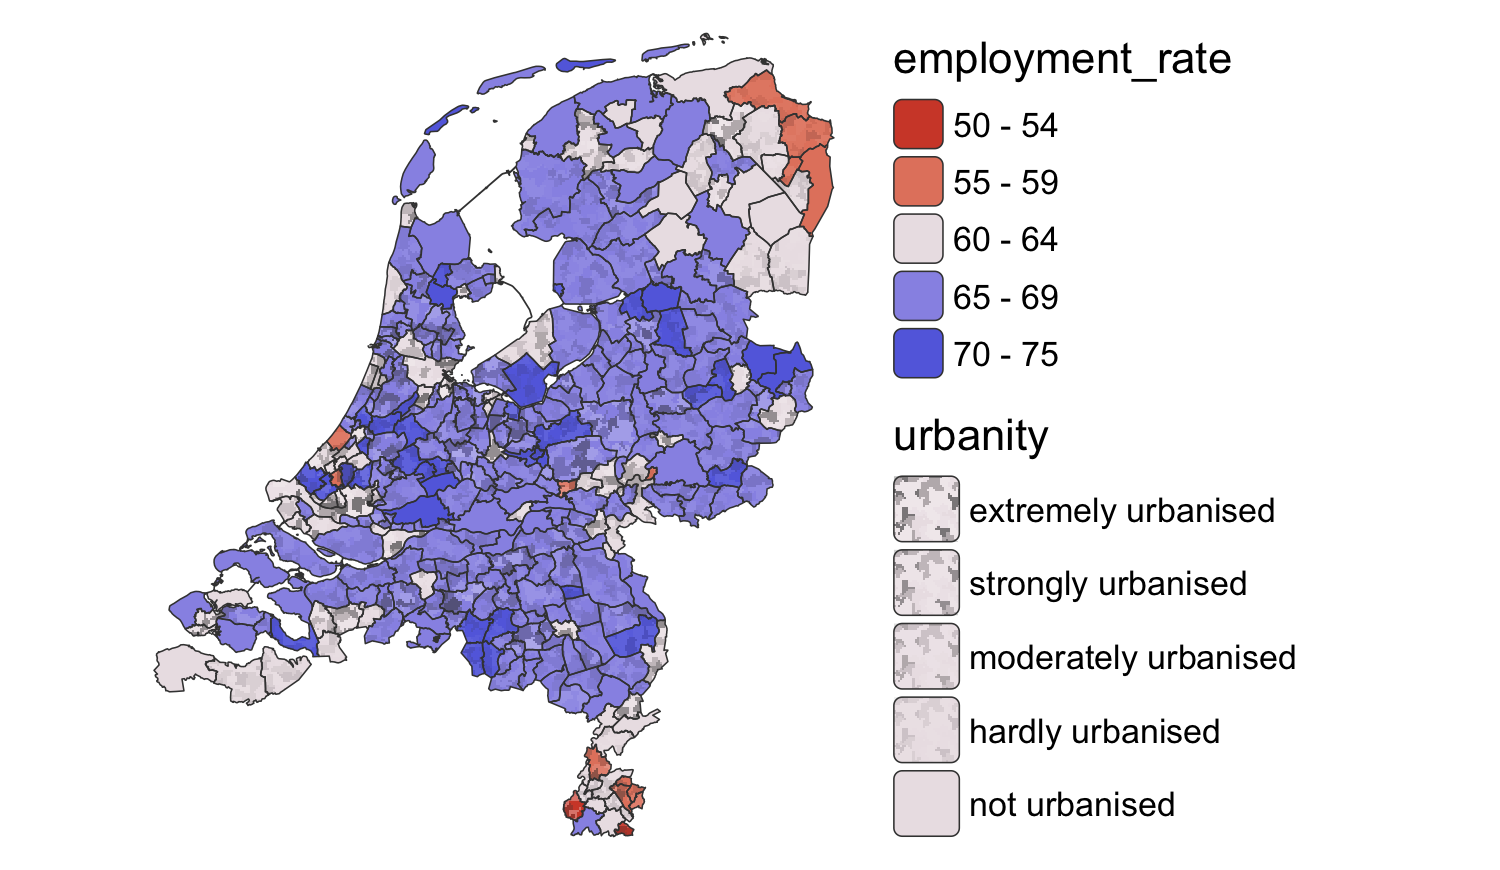 employment_rate
50 - 54
55 - 59
60 - 64
65 - 69
70 - 75
urbanity
extremely urbanised
strongly urbanised
moderately urbanised
hardly urbanised
not urbanised